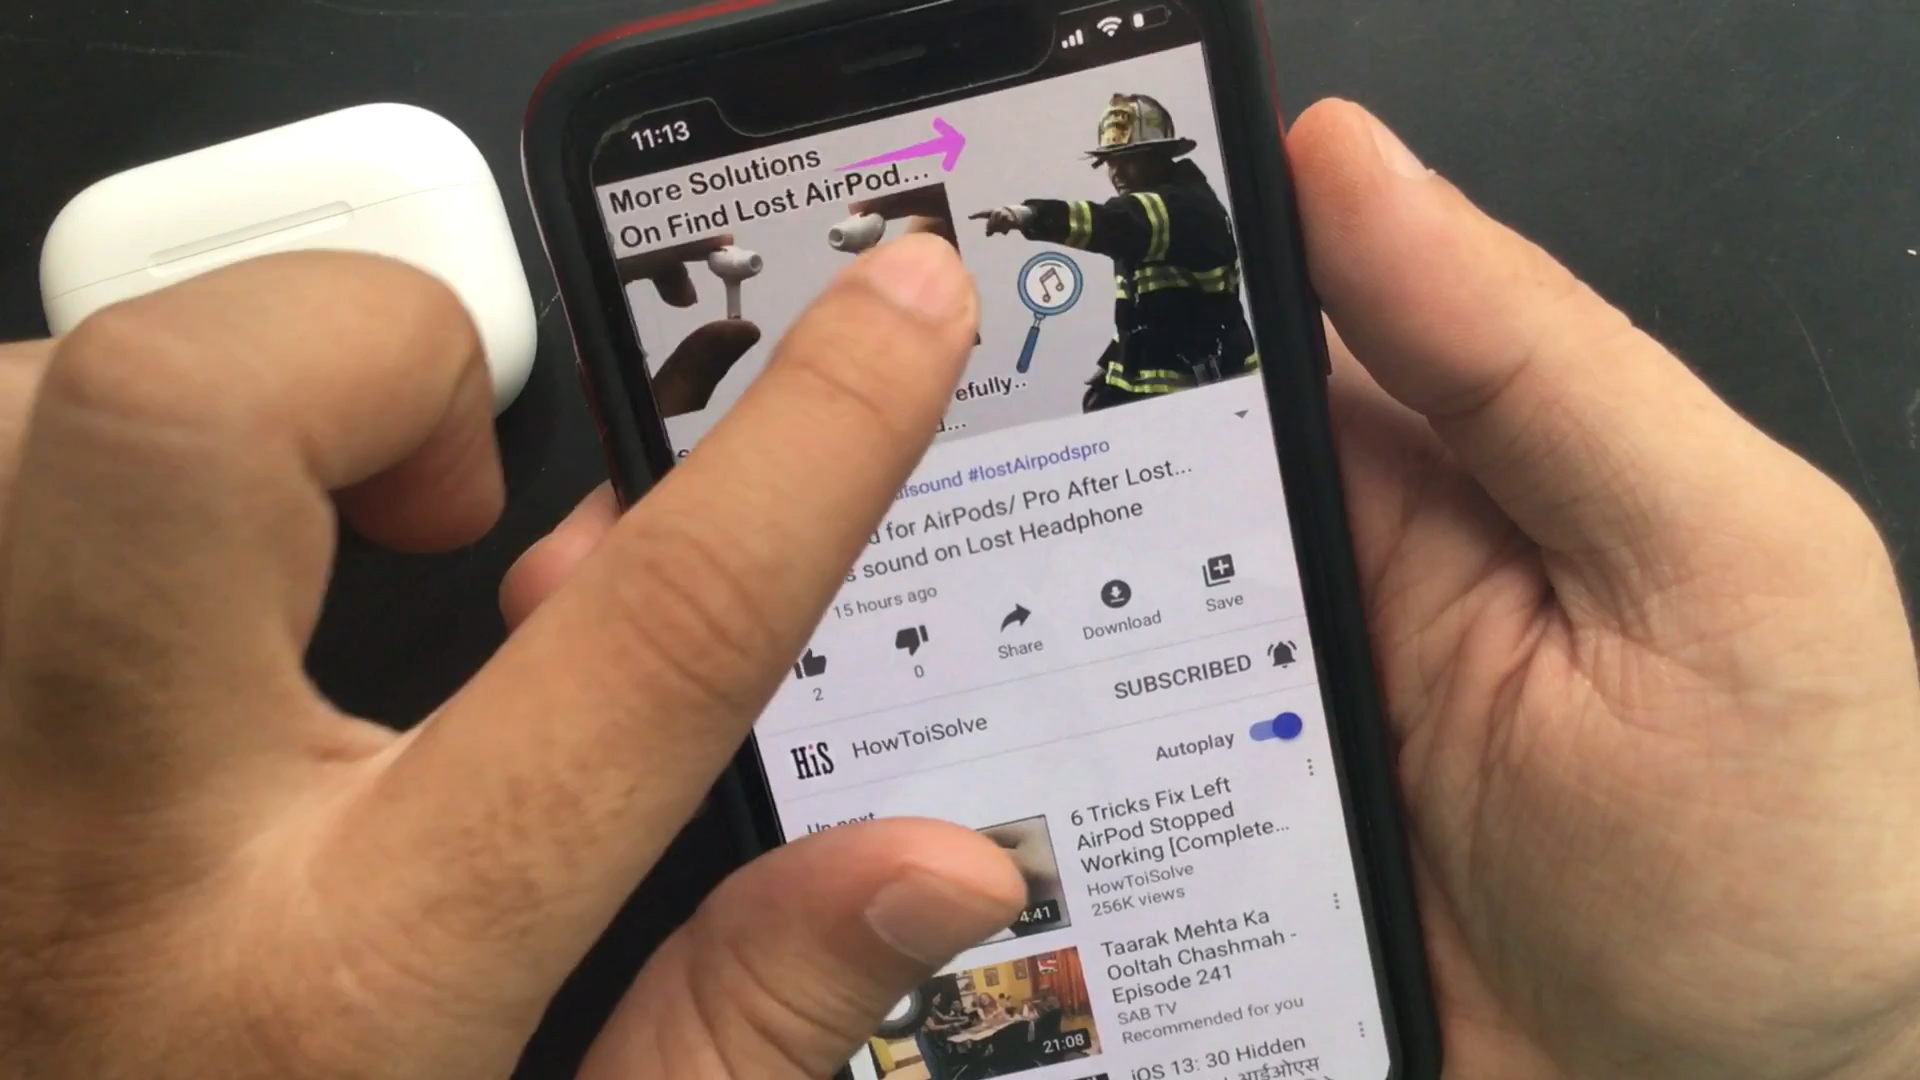 11:13
More Solutions
On Find Lost AirPod...
efully..
#lostAirpodspro
for AirPods/ Pro After Lost...
sound on Lost Headphone
15 hours ago
2
0
Share
Download
Save
HiS
HowToiSolve
SUBSCRIBED
Autoplay
Up next
6 Tricks Fix Left
AirPod Stopped
Working [Complete...
HowToiSolve
256K views
4:41
Taarak Mehta Ka
Ooltah Chashmah -
Episode 241
SAB TV
Recommended for you
21:08
iOS 13: 30 Hidden
आईओएस